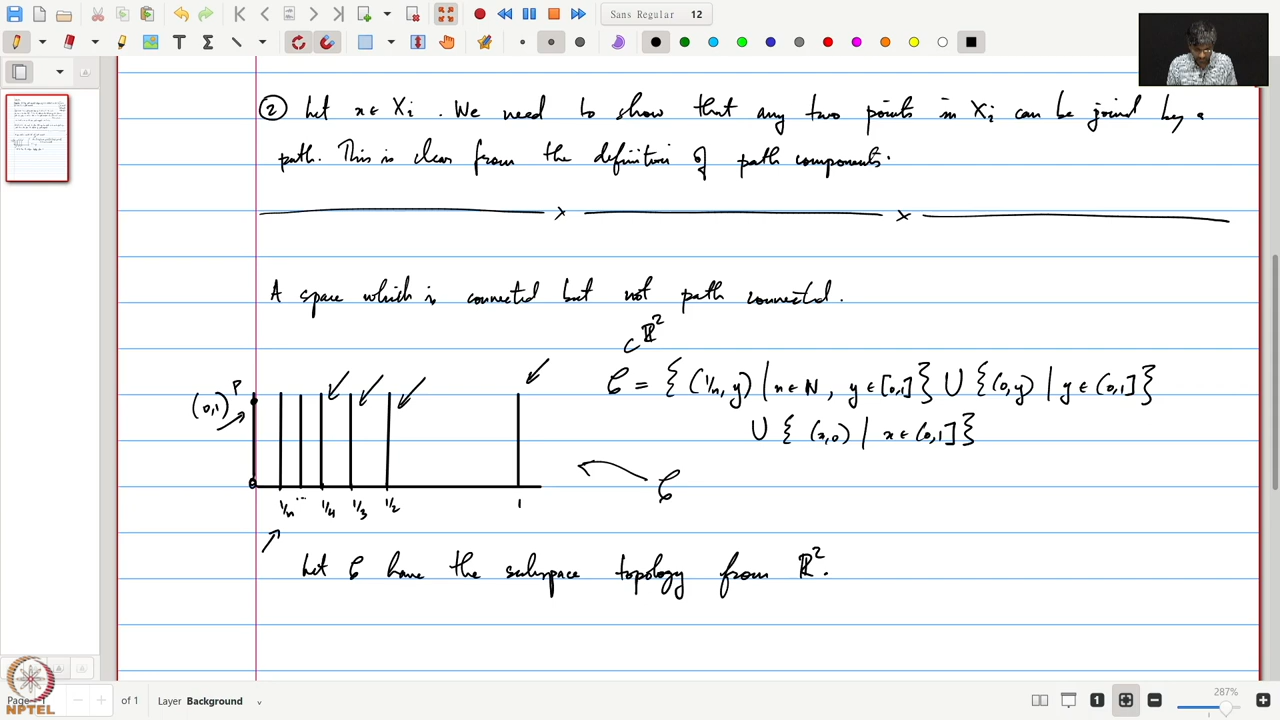 Sans Regular 12
② Let x ∈ Xi . We need to show that any two points in Xi can be joined by a
path. This is clear from the definition of path components.
A space which is connected but not path connected.
⊂ ℝ²
C = { (1/n, y) | n ∈ N , y ∈ [0,1] } ∪ { (0,y) | y ∈ (0,1] }
∪ { (x,0) | x ∈ (0,1] }
(0,1) P
C
1/n ... 1/4 1/3 1/2 1
Let C have the subspace topology from ℝ².
NPTEL
Page 1 of 1 Layer Background
287%